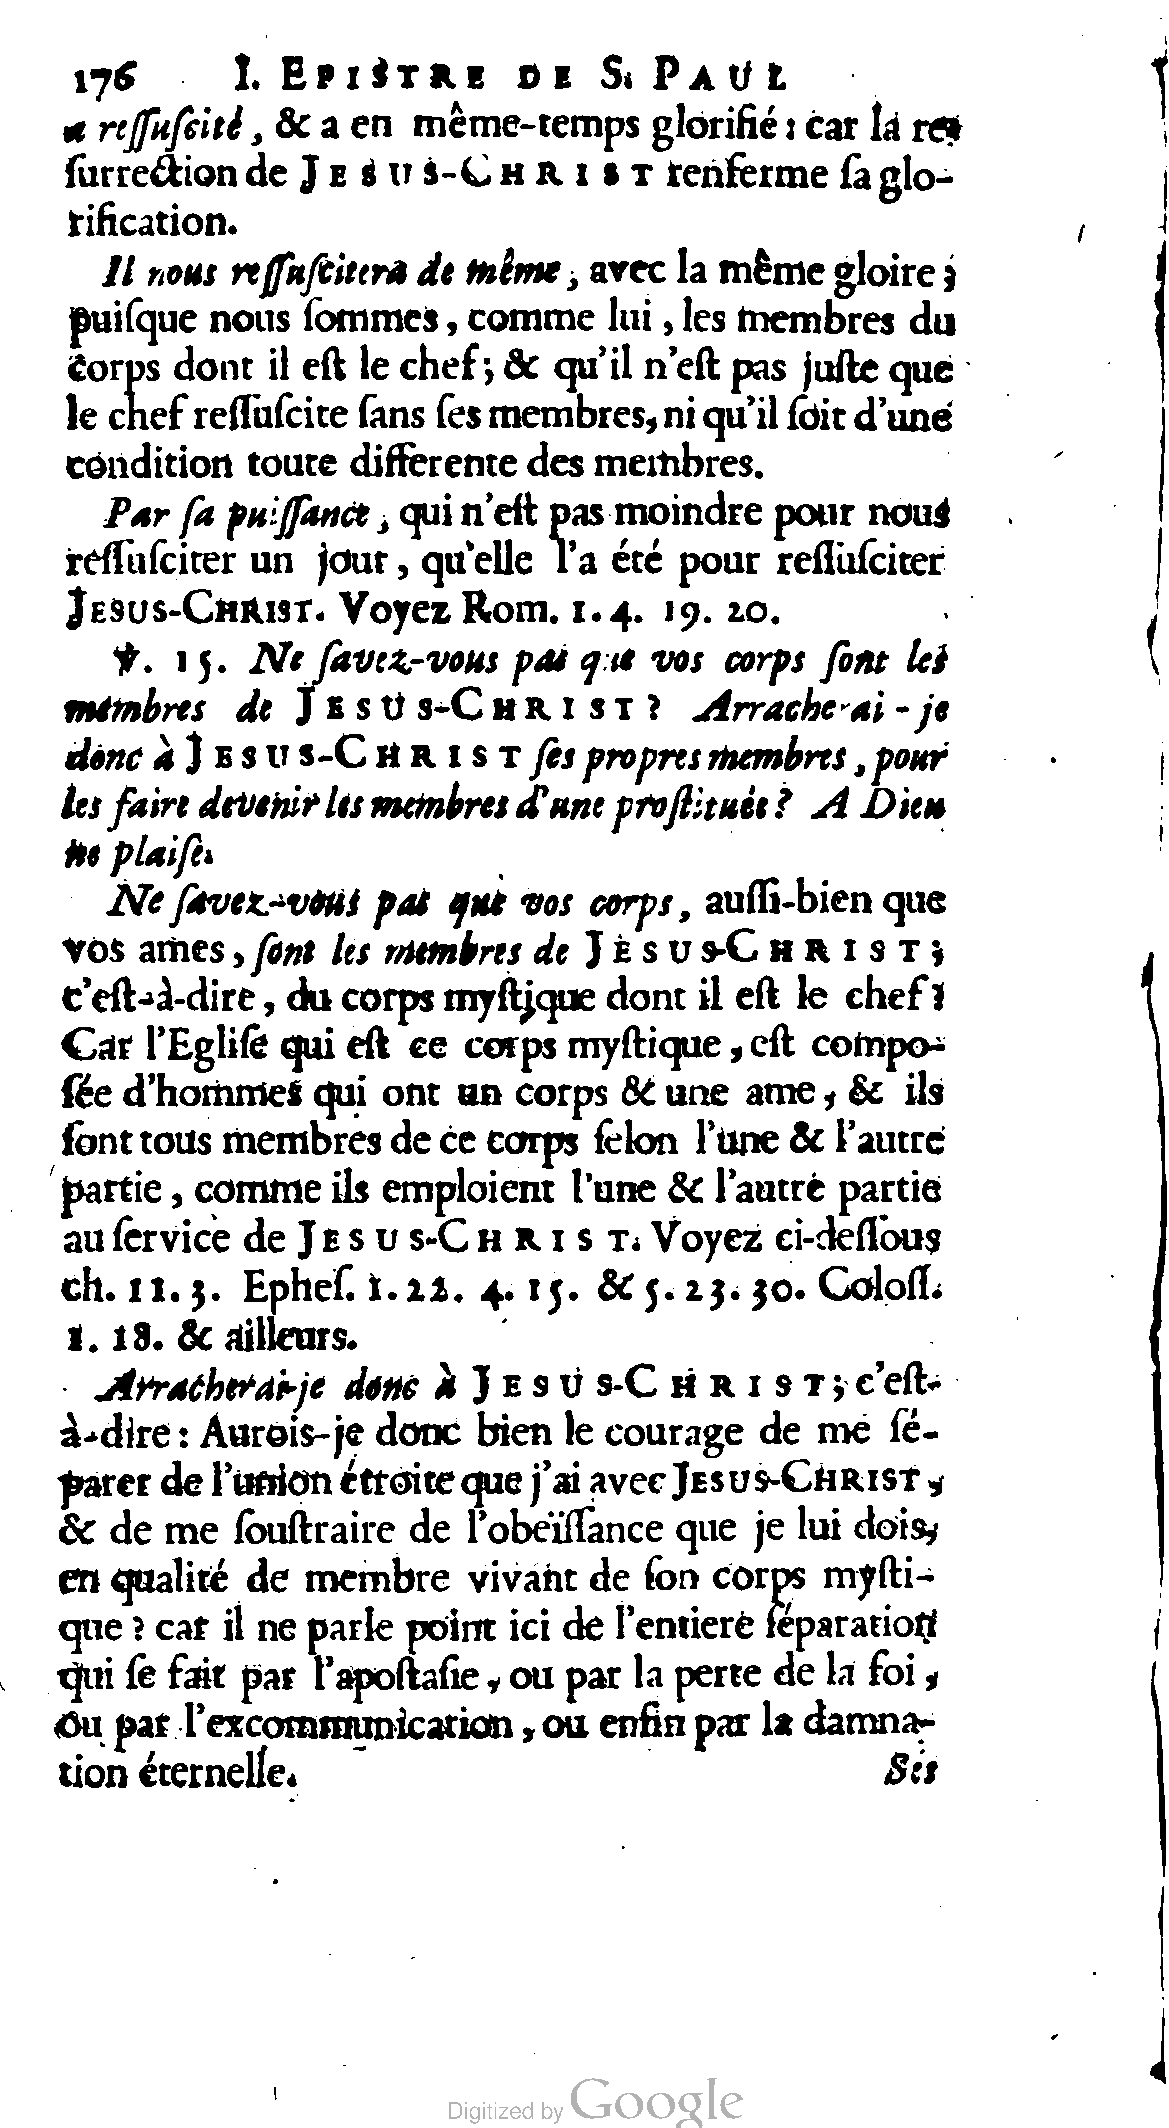 176 I. EPISTRE DE S. PAUL
a reſſuſcité, & a en même-temps glorifié : car la re-
ſurrection de JESUS-CHRIST renferme ſa glo-
rification.
Il nous reſſuſcitera de même, avec la même gloire ;
puiſque nous ſommes, comme lui, les membres du
corps dont il eſt le chef; & qu'il n'eſt pas juſte que
le chef reſſuſcite ſans ſes membres, ni qu'il ſoit d'une
condition toute differente des membres.
Par ſa puiſſance, qui n'eſt pas moindre pour nous
reſſuſciter un jour, qu'elle l'a été pour reſſuſciter
JESUS-CHRIST. Voyez Rom. 1. 4. 19. 20.
℣. 15. Ne ſavez-vous pas que vos corps ſont les
membres de JESUS-CHRIST ? Arracherai-je
donc à JESUS-CHRIST ſes propres membres, pour
les faire devenir les membres d'une proſtituée ? A Dieu
ne plaiſe.
Ne ſavez-vous pas que vos corps, auſſi-bien que
vos ames, ſont les membres de JESUS-CHRIST ;
c'eſt-à-dire, du corps myſtique dont il eſt le chef ?
Car l'Egliſe qui eſt ce corps myſtique, eſt compo-
ſée d'hommes qui ont un corps & une ame, & ils
ſont tous membres de ce corps ſelon l'une & l'autre
partie, comme ils emploient l'une & l'autre partie
au ſervice de JESUS-CHRIST. Voyez ci-deſſous
ch. 11. 3. Epheſ. 1. 22. 4. 15. & 5. 23. 30. Coloſſ.
1. 18. & ailleurs.
Arracherai-je donc à JESUS-CHRIST ; c'eſt-
à-dire : Aurois-je donc bien le courage de me ſé-
parer de l'union étroite que j'ai avec JESUS-CHRIST,
& de me ſouſtraire de l'obeïſſance que je lui dois,
en qualité de membre vivant de ſon corps myſti-
que ? car il ne parle point ici de l'entiere ſéparation
qui ſe fait par l'apoſtaſie, ou par la perte de la foi,
ou par l'excommunication, ou enfin par la damna-
tion éternelle.
Ses
Digitized by Google